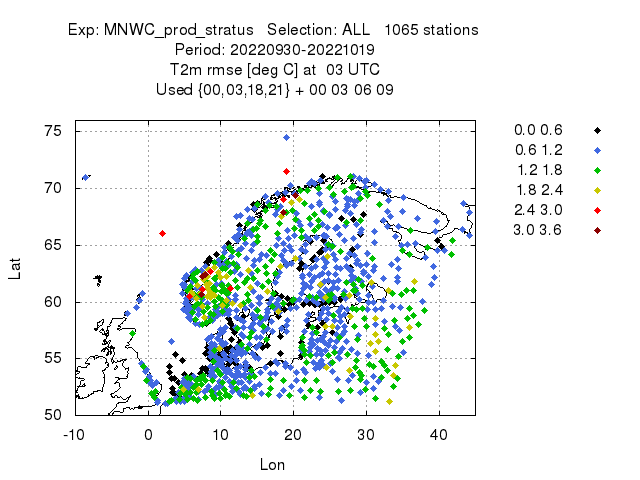 Exp: MNWC_prod_stratus   Selection: ALL   1065 stations
Period: 20220930-20221019
T2m rmse [deg C] at  03 UTC
Used {00,03,18,21} + 00 03 06 09
75
70
65
60
55
50
Lat
-10 0 10 20 30 40
Lon
0.0 0.6
0.6 1.2
1.2 1.8
1.8 2.4
2.4 3.0
3.0 3.6